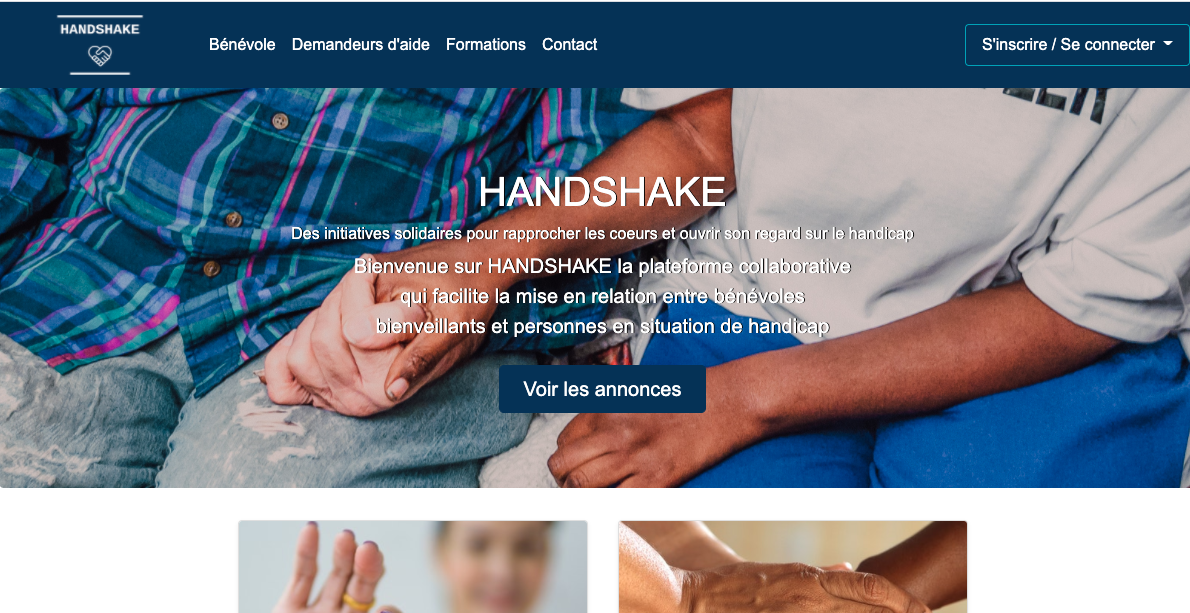 HANDSHAKE
Bénévole Demandeurs d'aide Formations Contact
S'inscrire / Se connecter
HANDSHAKE
Des initiatives solidaires pour rapprocher les coeurs et ouvrir son regard sur le handicap
Bienvenue sur HANDSHAKE la plateforme collaborative
qui facilite la mise en relation entre bénévoles
bienveillants et personnes en situation de handicap
Voir les annonces